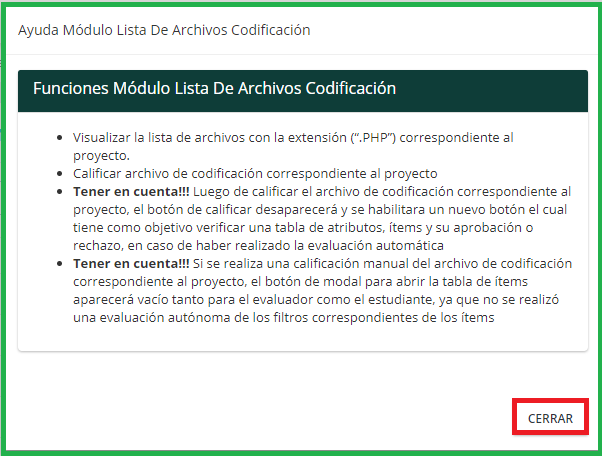 Ayuda Módulo Lista De Archivos Codificación
Funciones Módulo Lista De Archivos Codificación
• Visualizar la lista de archivos con la extensión (“.PHP”) correspondiente al
proyecto.
• Calificar archivo de codificación correspondiente al proyecto
• Tener en cuenta!!! Luego de calificar el archivo de codificación correspondiente al
proyecto, el botón de calificar desaparecerá y se habilitara un nuevo botón el cual
tiene como objetivo verificar una tabla de atributos, ítems y su aprobación o
rechazo, en caso de haber realizado la evaluación automática
• Tener en cuenta!!! Si se realiza una calificación manual del archivo de codificación
correspondiente al proyecto, el botón de modal para abrir la tabla de ítems
aparecerá vacío tanto para el evaluador como el estudiante, ya que no se realizó
una evaluación autónoma de los filtros correspondientes de los ítems
CERRAR